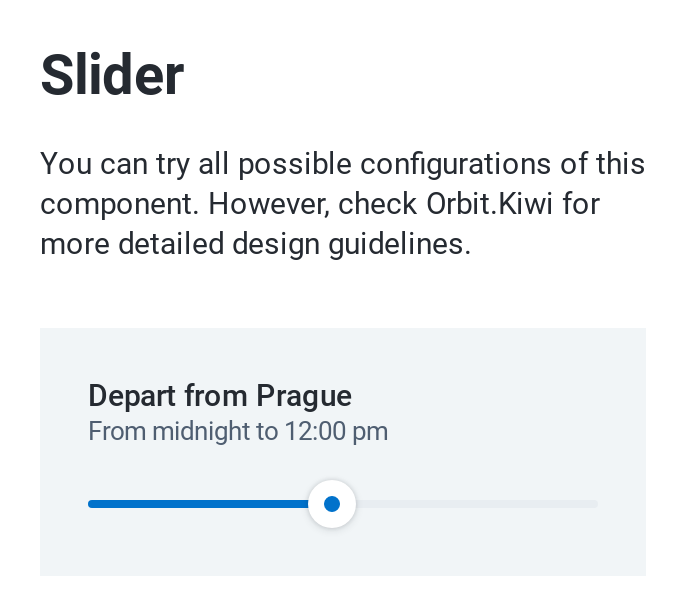 Slider
You can try all possible configurations of this
component. However, check Orbit.Kiwi for
more detailed design guidelines.
Depart from Prague
From midnight to 12:00 pm